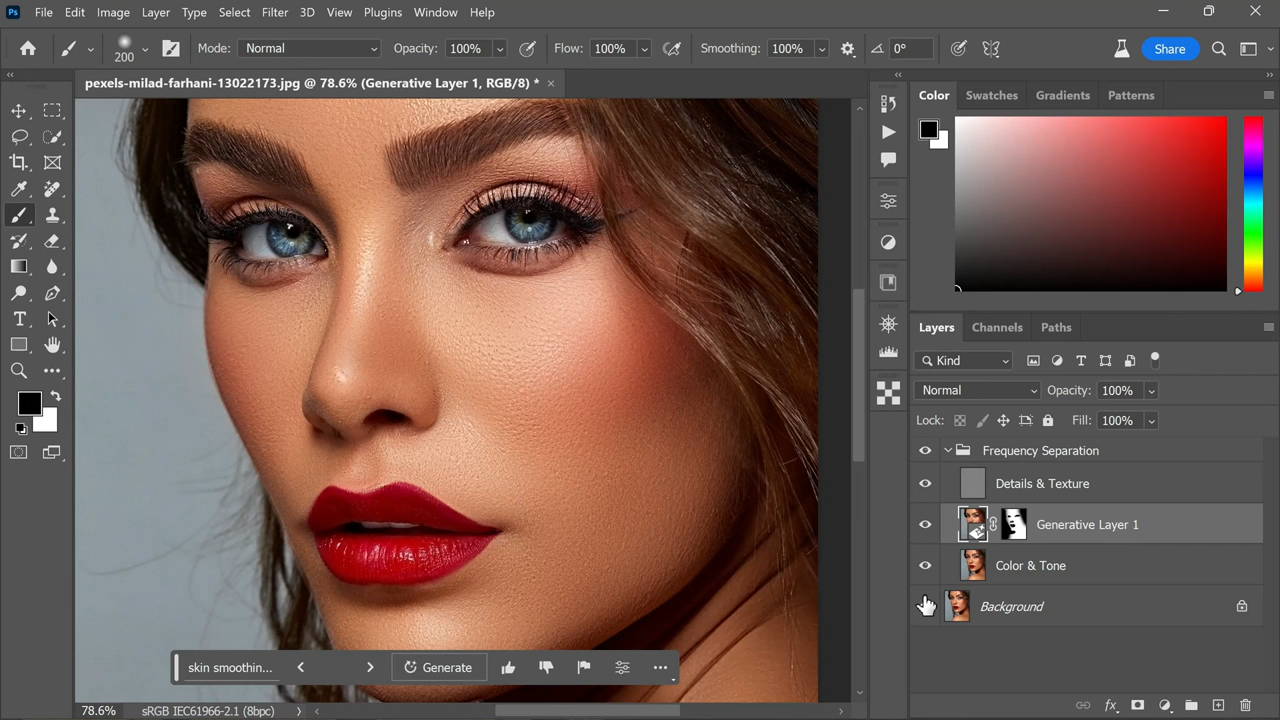 Ps File Edit Image Layer Type Select Filter 3D View Plugins Window Help
200 Mode: Normal Opacity: 100% Flow: 100% Smoothing: 100% 0° Share
pexels-milad-farhani-13022173.jpg @ 78.6% (Generative Layer 1, RGB/8) *
Color Swatches Gradients Patterns
Layers Channels Paths
Kind
Normal Opacity: 100%
Lock: Fill: 100%
Frequency Separation
Details & Texture
Generative Layer 1
Color & Tone
Background
skin smoothin... Generate
78.6% sRGB IEC61966-2.1 (8bpc)
fx